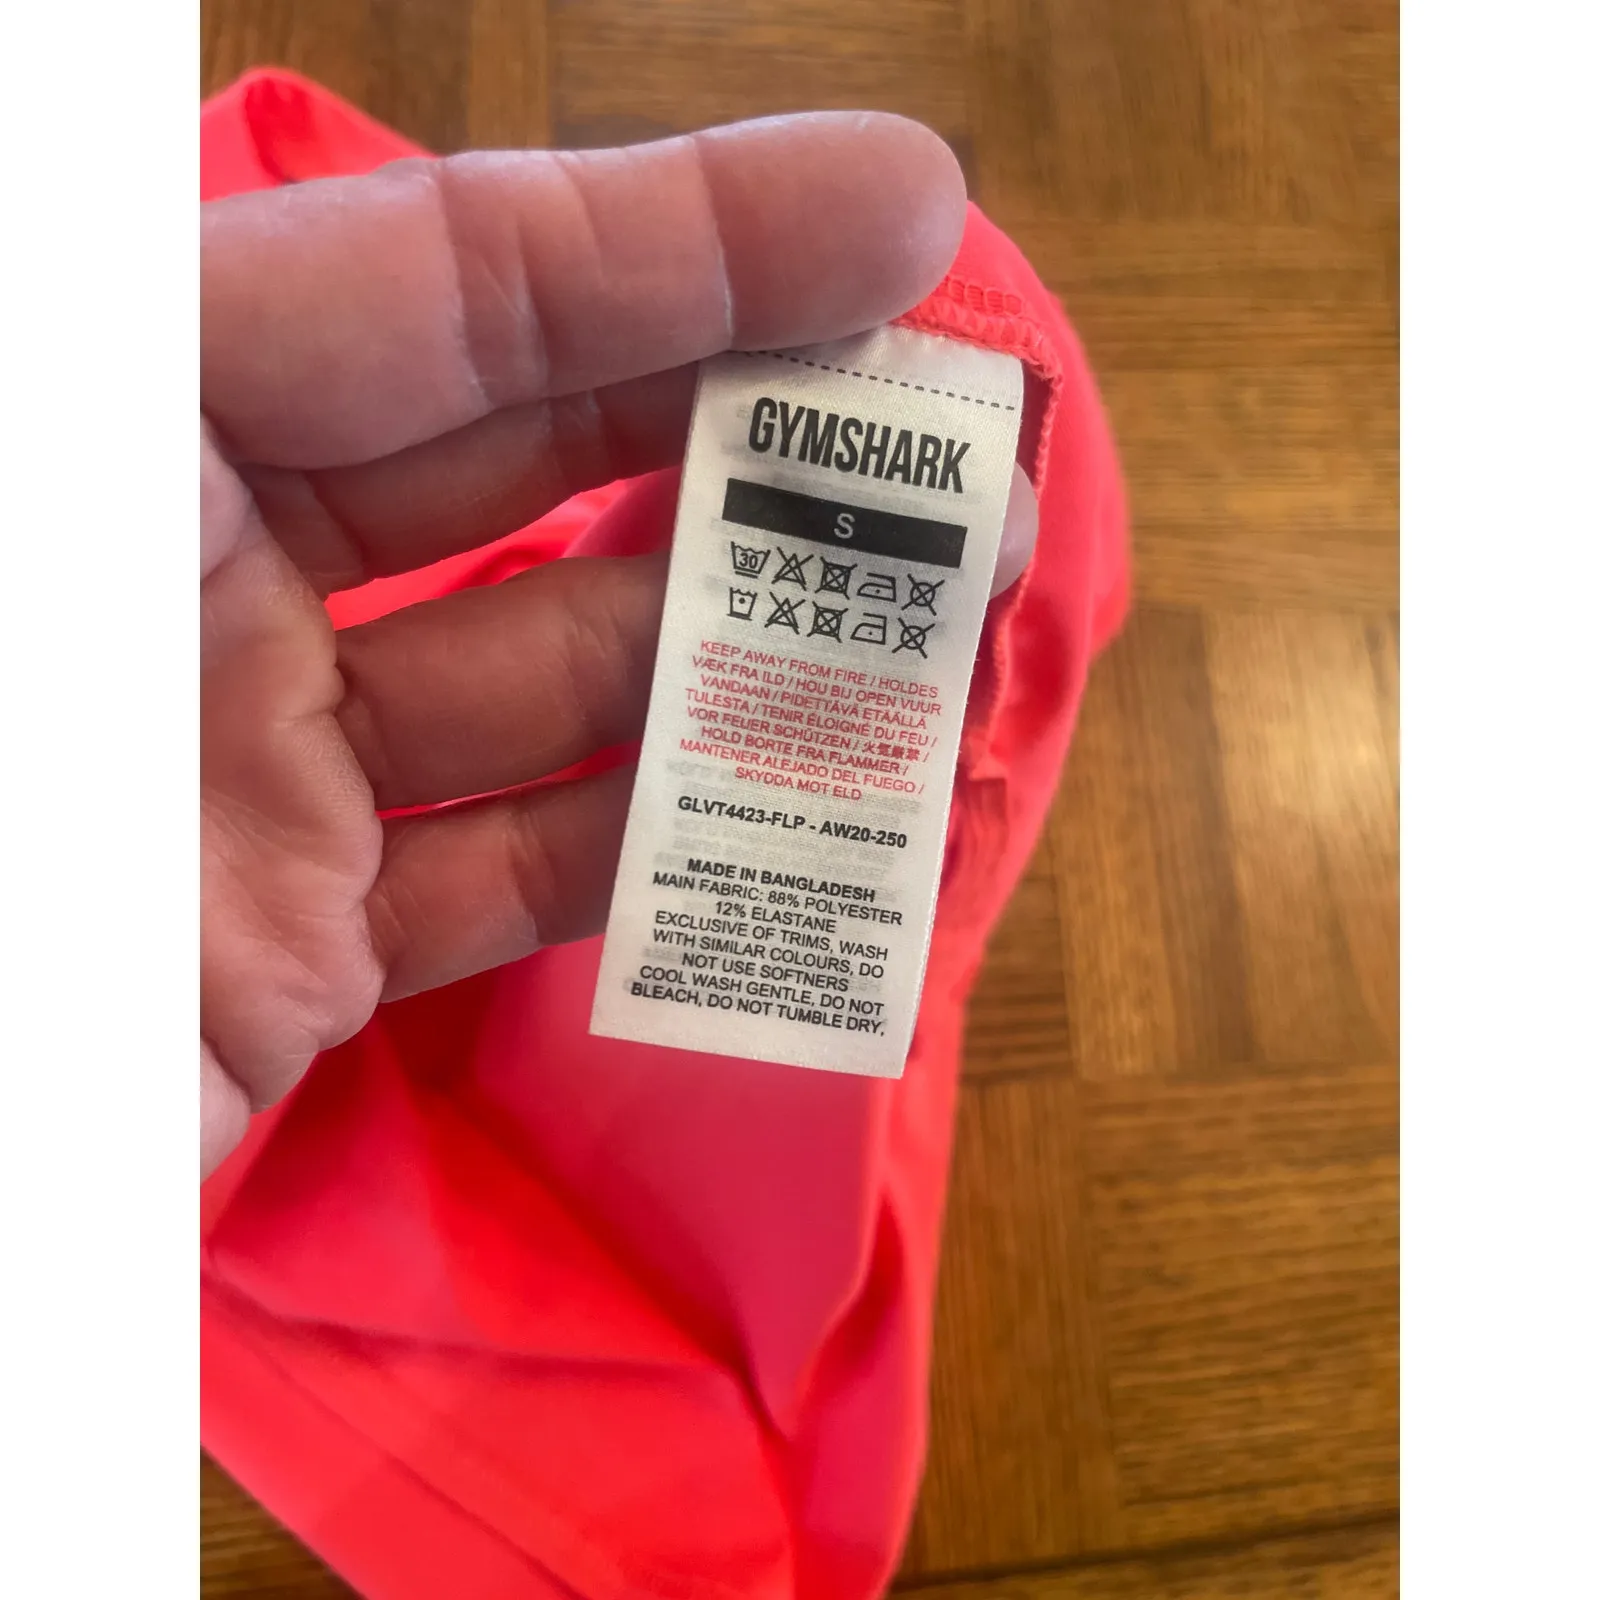 GYMSHARK
S
30
KEEP AWAY FROM FIRE / HOLDES
VÆK FRA ILD / HOU BIJ OPEN VUUR
VANDAAN / PIDETTÄVÄ ETÄÄLLÄ
TULESTA / TENIR ÉLOIGNÉ DU FEU /
VOR FEUER SCHÜTZEN / 火気厳禁 /
HOLD BORTE FRA FLAMMER /
MANTENER ALEJADO DEL FUEGO /
SKYDDA MOT ELD
GLVT4423-FLP - AW20-250
MADE IN BANGLADESH
MAIN FABRIC: 88% POLYESTER
12% ELASTANE
EXCLUSIVE OF TRIMS, WASH
WITH SIMILAR COLOURS, DO
NOT USE SOFTNERS
COOL WASH GENTLE, DO NOT
BLEACH, DO NOT TUMBLE DRY,